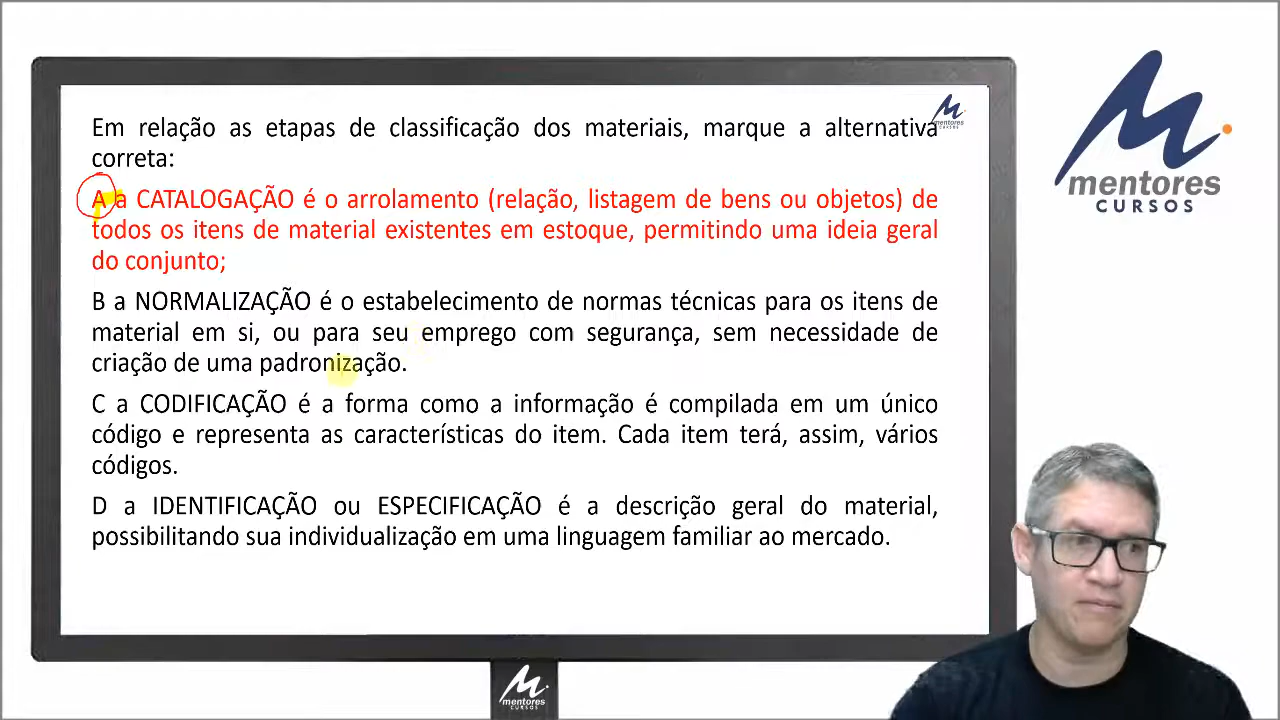 Em relação as etapas de classificação dos materiais, marque a alternativa
correta:
A a CATALOGAÇÃO é o arrolamento (relação, listagem de bens ou objetos) de
todos os itens de material existentes em estoque, permitindo uma ideia geral
do conjunto;
B a NORMALIZAÇÃO é o estabelecimento de normas técnicas para os itens de
material em si, ou para seu emprego com segurança, sem necessidade de
criação de uma padronização.
C a CODIFICAÇÃO é a forma como a informação é compilada em um único
código e representa as características do item. Cada item terá, assim, vários
códigos.
D a IDENTIFICAÇÃO ou ESPECIFICAÇÃO é a descrição geral do material,
possibilitando sua individualização em uma linguagem familiar ao mercado.
mentores
CURSOS
mentores
CURSOS
mentores
CURSOS